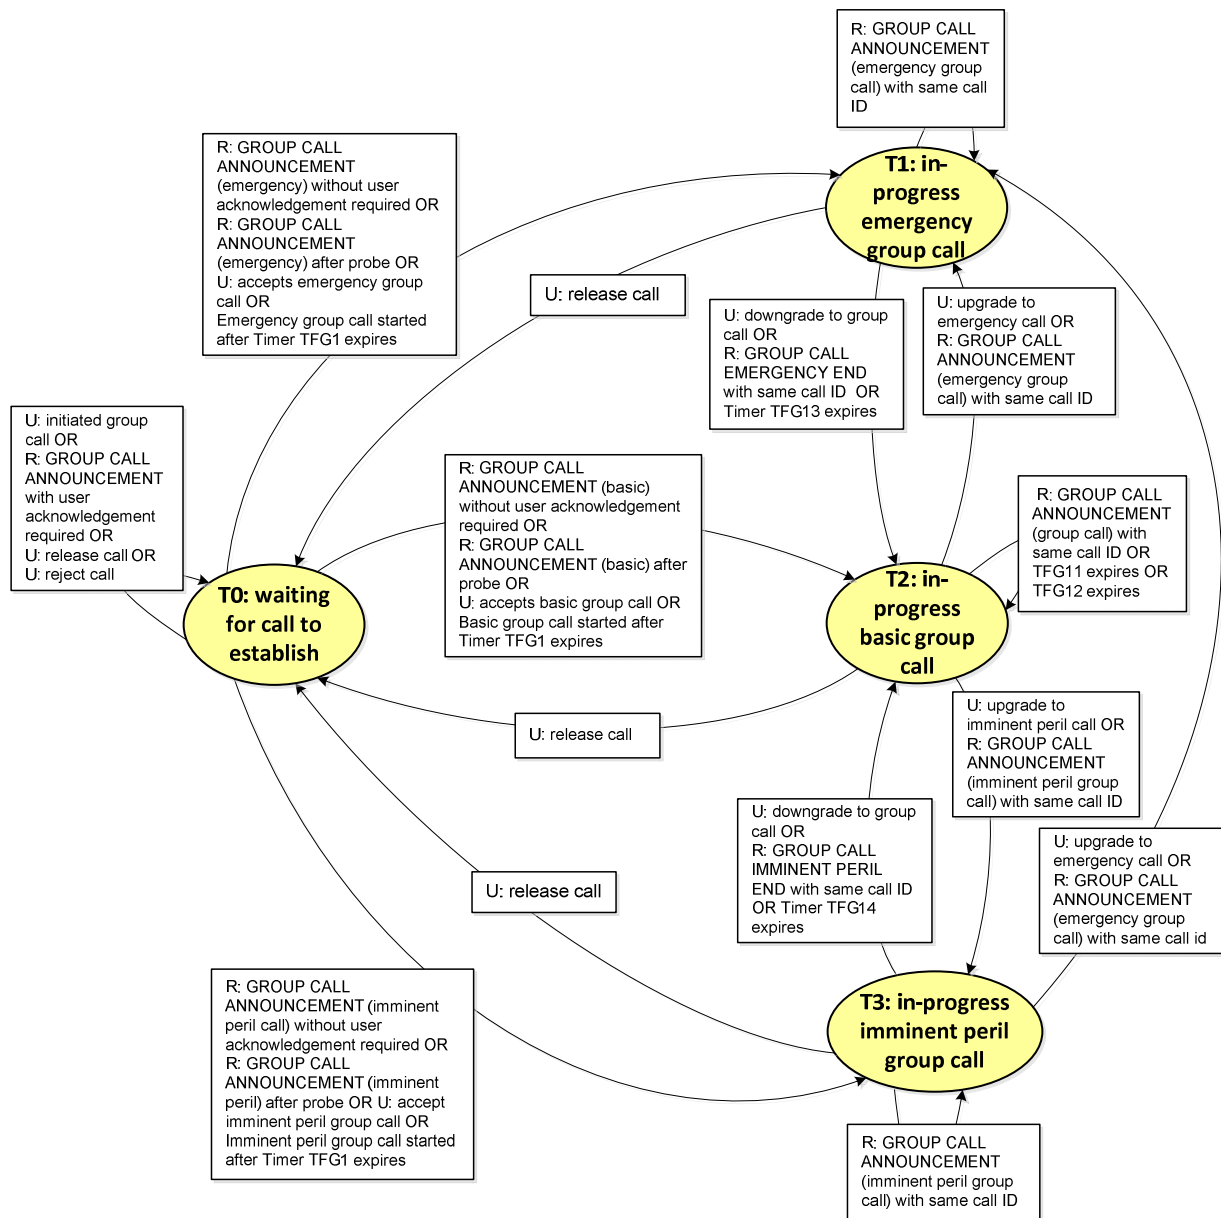 R: GROUP CALL
ANNOUNCEMENT
(emergency group
call) with same call
ID
T1: in-
progress
emergency
group call
R: GROUP CALL
ANNOUNCEMENT
(emergency) without user
acknowledgement required OR
R: GROUP CALL
ANNOUNCEMENT
(emergency) after probe OR
U: accepts emergency group
call OR
Emergency group call started
after Timer TFG1 expires
U: release call
U: downgrade to group
call OR
R: GROUP CALL
EMERGENCY END
with same call ID  OR
Timer TFG13 expires
U: upgrade to
emergency call OR
R: GROUP CALL
ANNOUNCEMENT
(emergency group
call) with same call ID
U: initiated group
call OR
R: GROUP CALL
ANNOUNCEMENT
with user
acknowledgement
required OR
U: release call OR
U: reject call
T0: waiting
for call to
establish
R: GROUP CALL
ANNOUNCEMENT (basic)
without user acknowledgement
required OR
R: GROUP CALL
ANNOUNCEMENT (basic) after
probe OR
U: accepts basic group call OR
Basic group call started after
Timer TFG1 expires
R: GROUP CALL
ANNOUNCEMENT
(group call) with
same call ID OR
TFG11 expires OR
TFG12 expires
T2: in-
progress
basic group
call
U: release call
U: upgrade to
imminent peril call OR
R: GROUP CALL
ANNOUNCEMENT
(imminent peril group
call) with same call ID
U: downgrade to group
call OR
R: GROUP CALL
IMMINENT PERIL
END with same call ID
OR Timer TFG14
expires
U: upgrade to
emergency call OR
R: GROUP CALL
ANNOUNCEMENT
(emergency group
call) with same call id
U: release call
R: GROUP CALL
ANNOUNCEMENT (imminent
peril call) without user
acknowledgement required OR
R: GROUP CALL
ANNOUNCEMENT (imminent
peril) after probe OR U: accept
imminent peril group call OR
Imminent peril group call started
after Timer TFG1 expires
T3: in-progress
imminent peril
group call
R: GROUP CALL
ANNOUNCEMENT
(imminent peril group
call) with same call ID